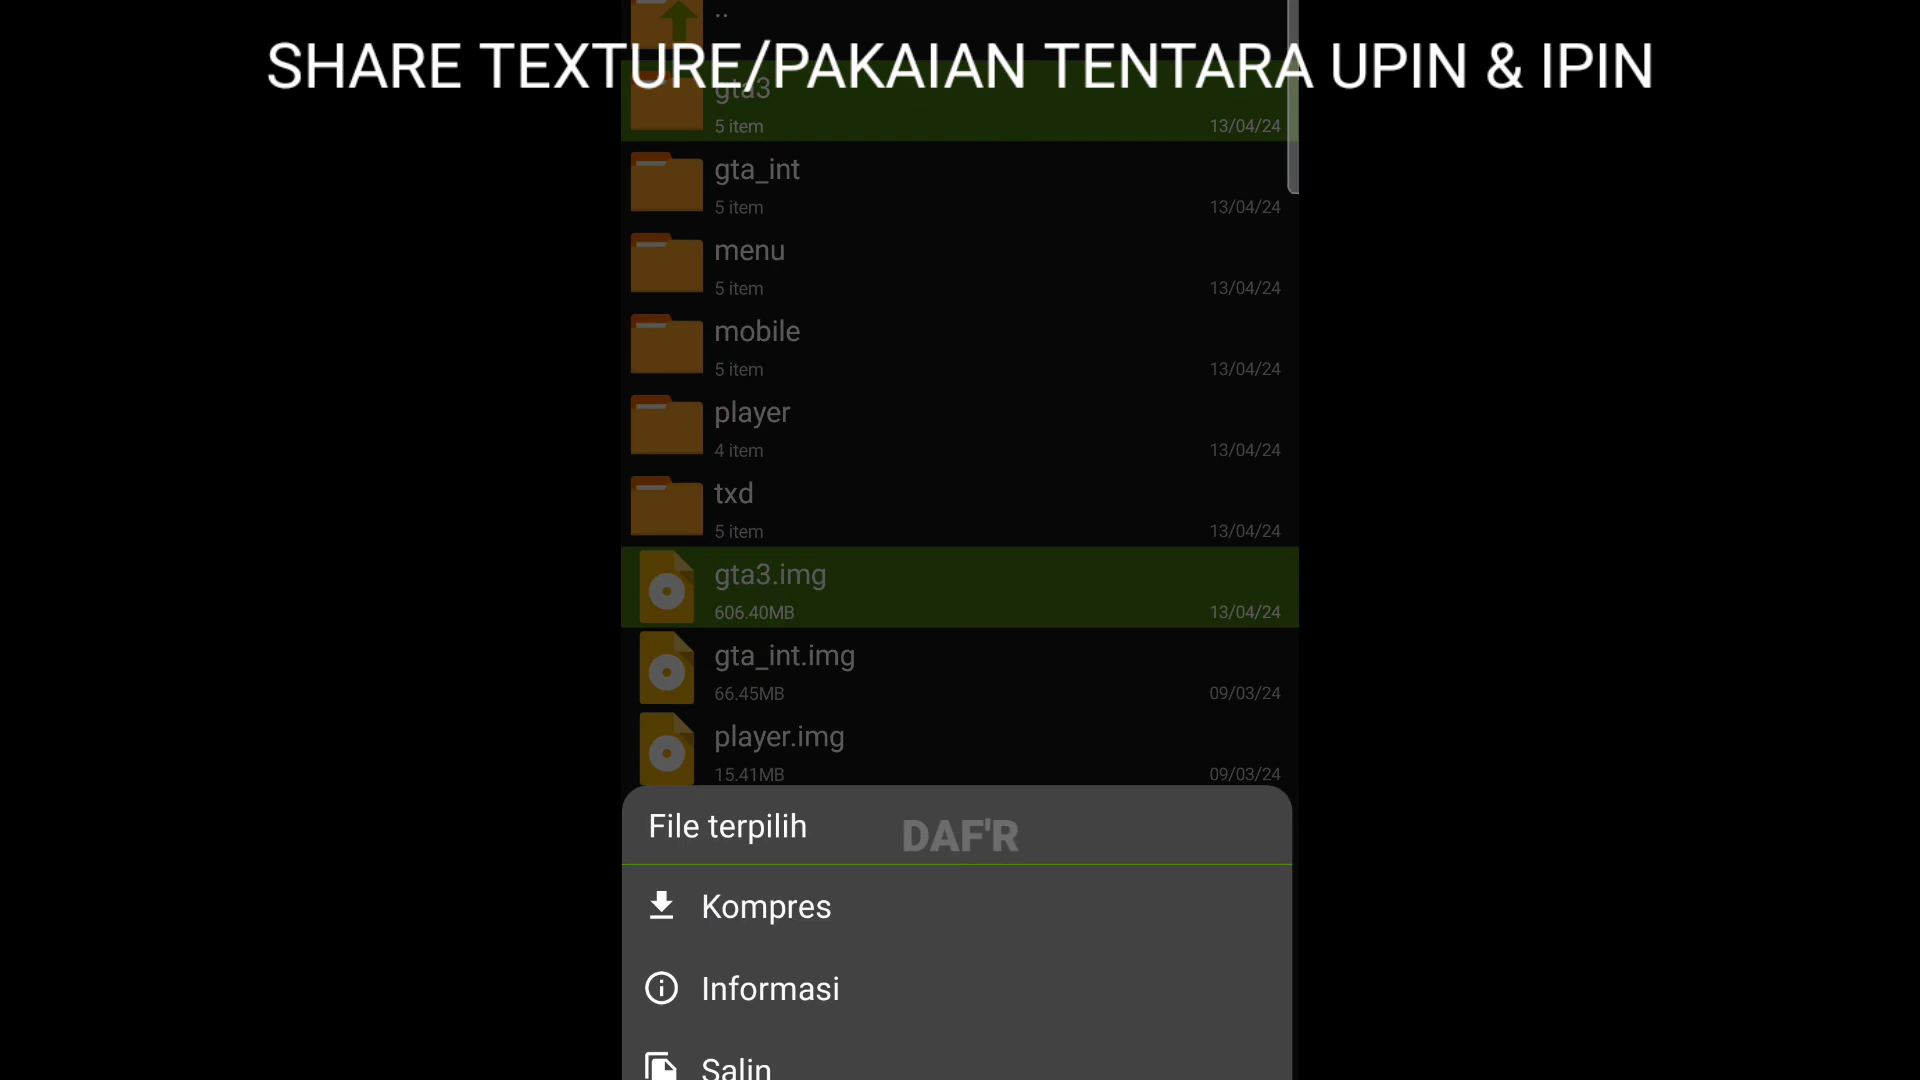 ..
SHARE TEXTURE/PAKAIAN TENTARA UPIN & IPIN
gta3
5 item 13/04/24
gta_int
5 item 13/04/24
menu
5 item 13/04/24
mobile
5 item 13/04/24
player
4 item 13/04/24
txd
5 item 13/04/24
gta3.img
606.40MB 13/04/24
gta_int.img
66.45MB 09/03/24
player.img
15.41MB 09/03/24
File terpilih
DAF'R
Kompres
Informasi
Salin